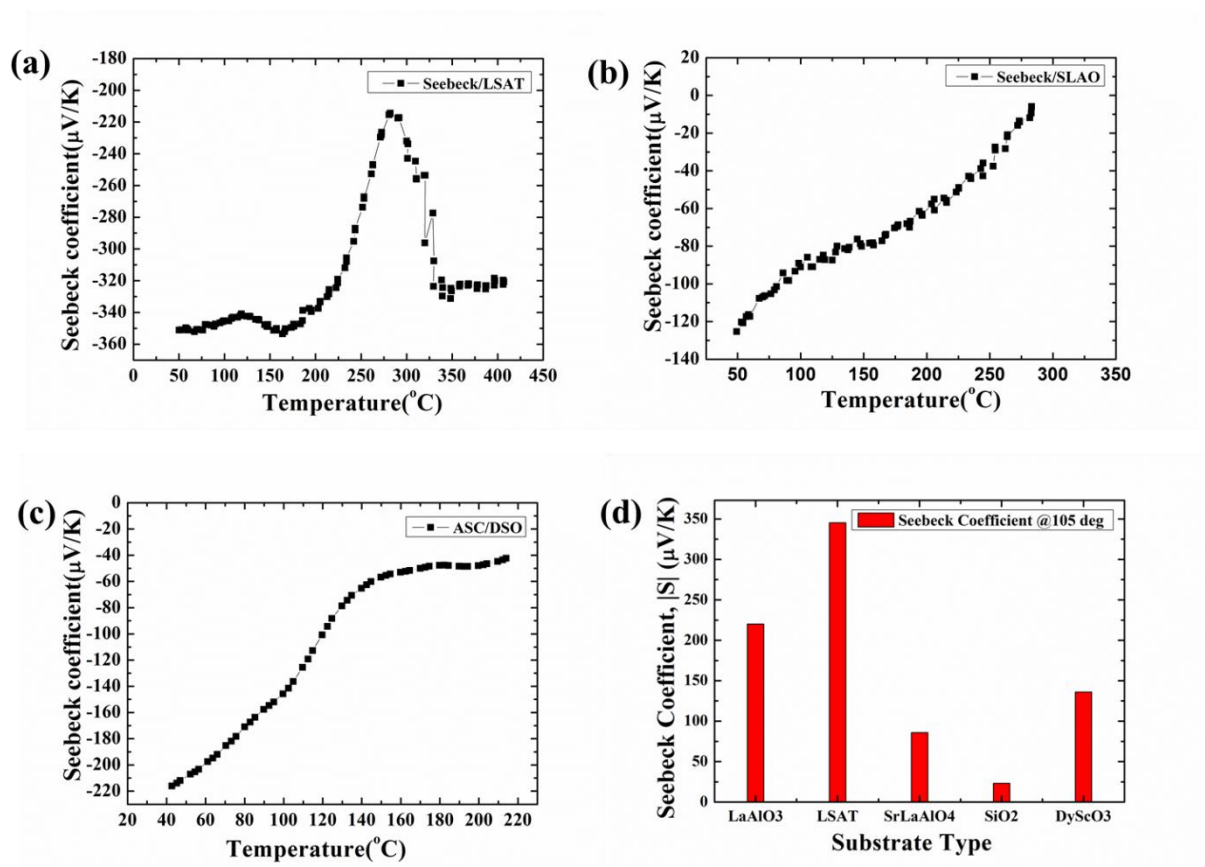 (a)
Seebeck coefficient(μV/K)
-180
-200
-220
-240
-260
-280
-300
-320
-340
-360
Seebeck/LSAT
0 50 100 150 200 250 300 350 400 450
Temperature(°C)
(b)
Seebeck coefficient(μV/K)
20
0
-20
-40
-60
-80
-100
-120
-140
Seebeck/SLAO
50 100 150 200 250 300 350
Temperature(°C)
(c)
Seebeck coefficient(μV/K)
0
-20
-40
-60
-80
-100
-120
-140
-160
-180
-200
-220
ASC/DSO
20 40 60 80 100 120 140 160 180 200 220
Temperature(°C)
(d)
Seebeck Coefficient, |S| (μV/K)
350
300
250
200
150
100
50
0
Seebeck Coefficient @105 deg
LaAlO3 LSAT SrLaAlO4 SiO2 DyScO3
Substrate Type